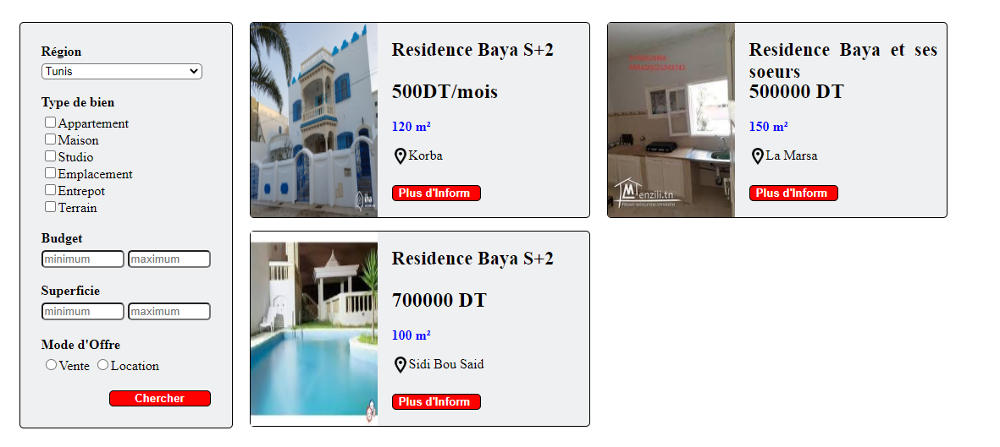 Région
Tunis
Type de bien
Appartement
Maison
Studio
Emplacement
Entrepot
Terrain
Budget
minimum maximum
Superficie
minimum maximum
Mode d'Offre
Vente Location
Chercher
Residence Baya S+2
500DT/mois
120 m²
Korba
Plus d'Inform
iha
Residence Baya et ses
soeurs
500000 DT
150 m²
La Marsa
Plus d'Inform
Menzili.tn
Residence Baya S+2
700000 DT
100 m²
Sidi Bou Said
Plus d'Inform